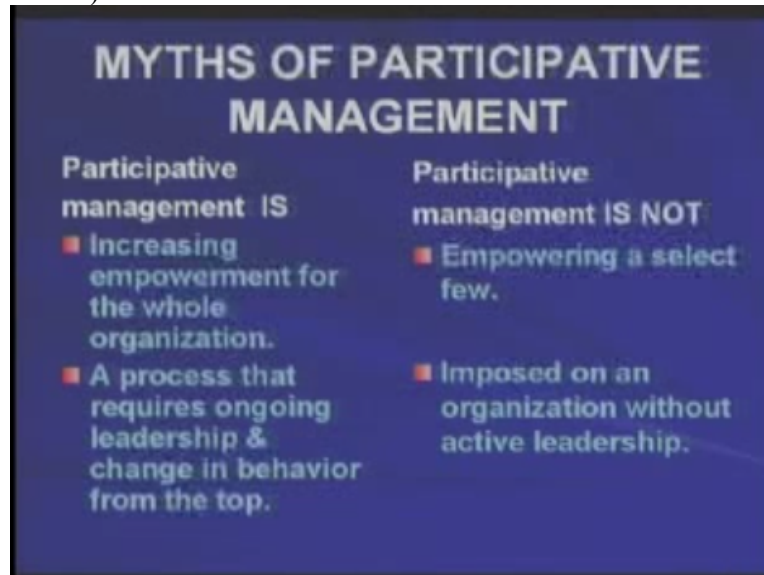 MYTHS OF PARTICIPATIVE
MANAGEMENT
Participative
management IS
Increasing
empowerment for
the whole
organization.
A process that
requires ongoing
leadership &
change in behavior
from the top.
Participative
management IS NOT
Empowering a select
few.
Imposed on an
organization without
active leadership.